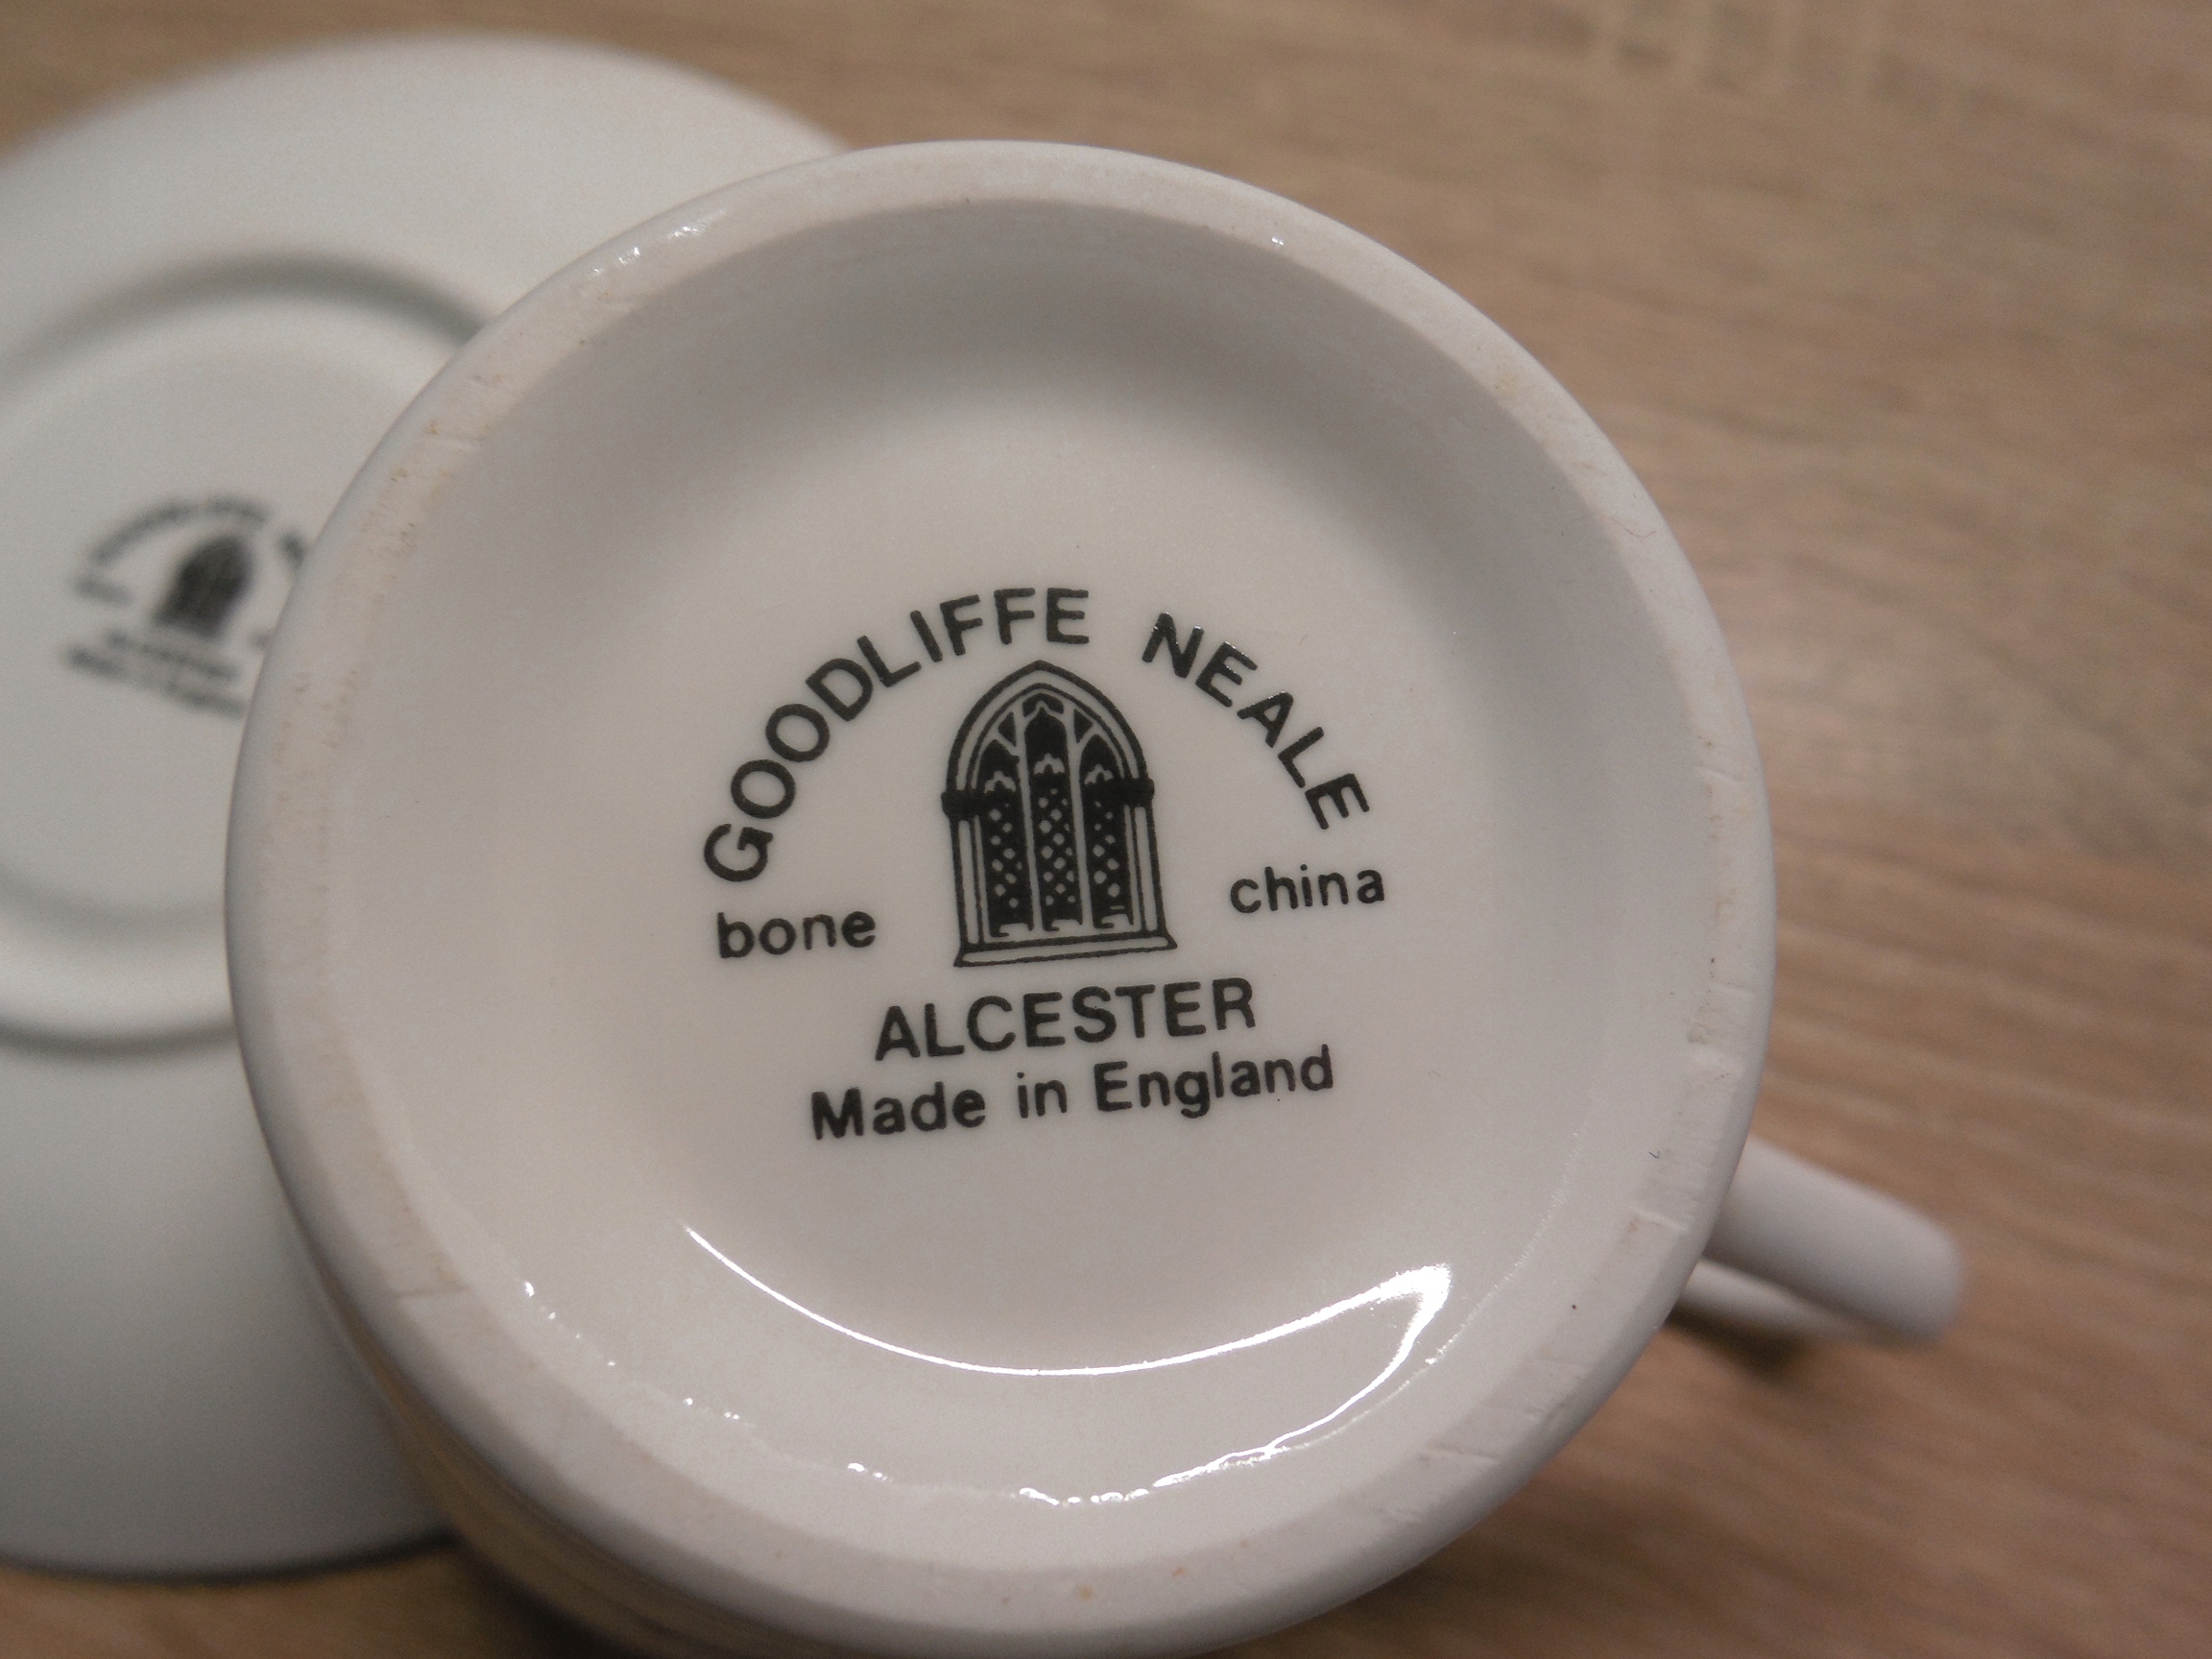 GOODLIFFE NEALE
bone china
ALCESTER
Made in England